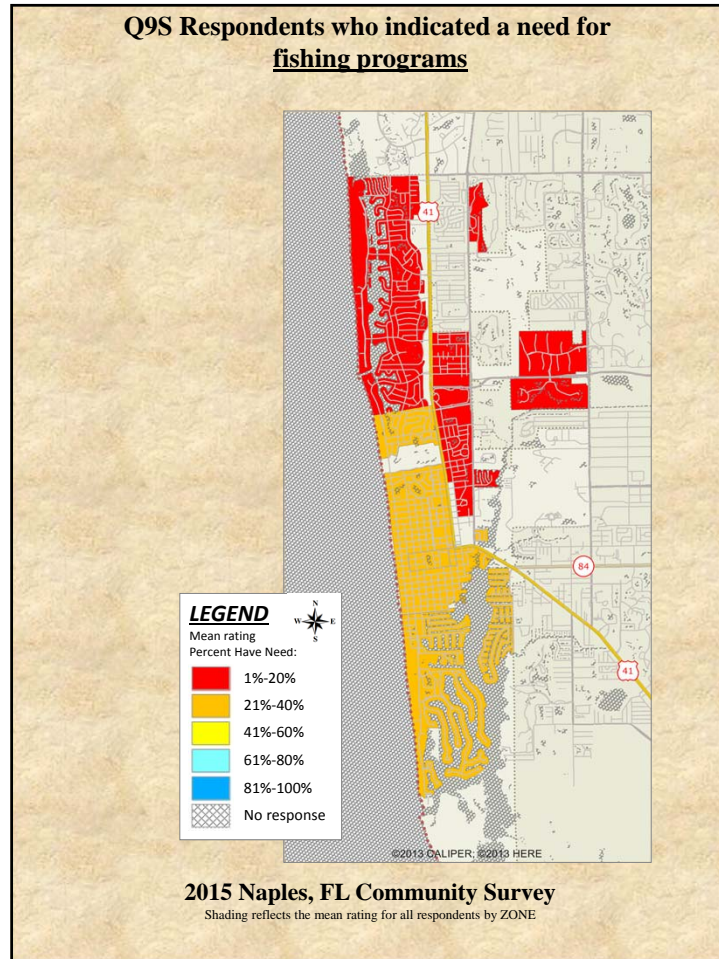 Q9S Respondents who indicated a need for
fishing programs
41
84
41
LEGEND
N
W E
S
Mean rating
Percent Have Need:
1%-20%
21%-40%
41%-60%
61%-80%
81%-100%
No response
©2013 CALIPER; ©2013 HERE
2015 Naples, FL Community Survey
Shading reflects the mean rating for all respondents by ZONE